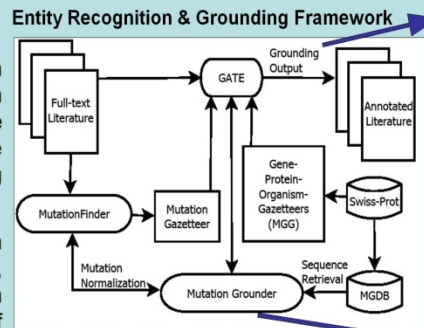 Entity Recognition & Grounding Framework
Grounding
Output
GATE
Full-text
Literature
Annotated
Literature
Gene-
Protein-
Organism-
Gazetteers
(MGG)
Swiss-Prot
MutationFinder
Mutation
Gazetteer
Mutation
Normalization
Sequence
Retrieval
Mutation Grounder
MGDB